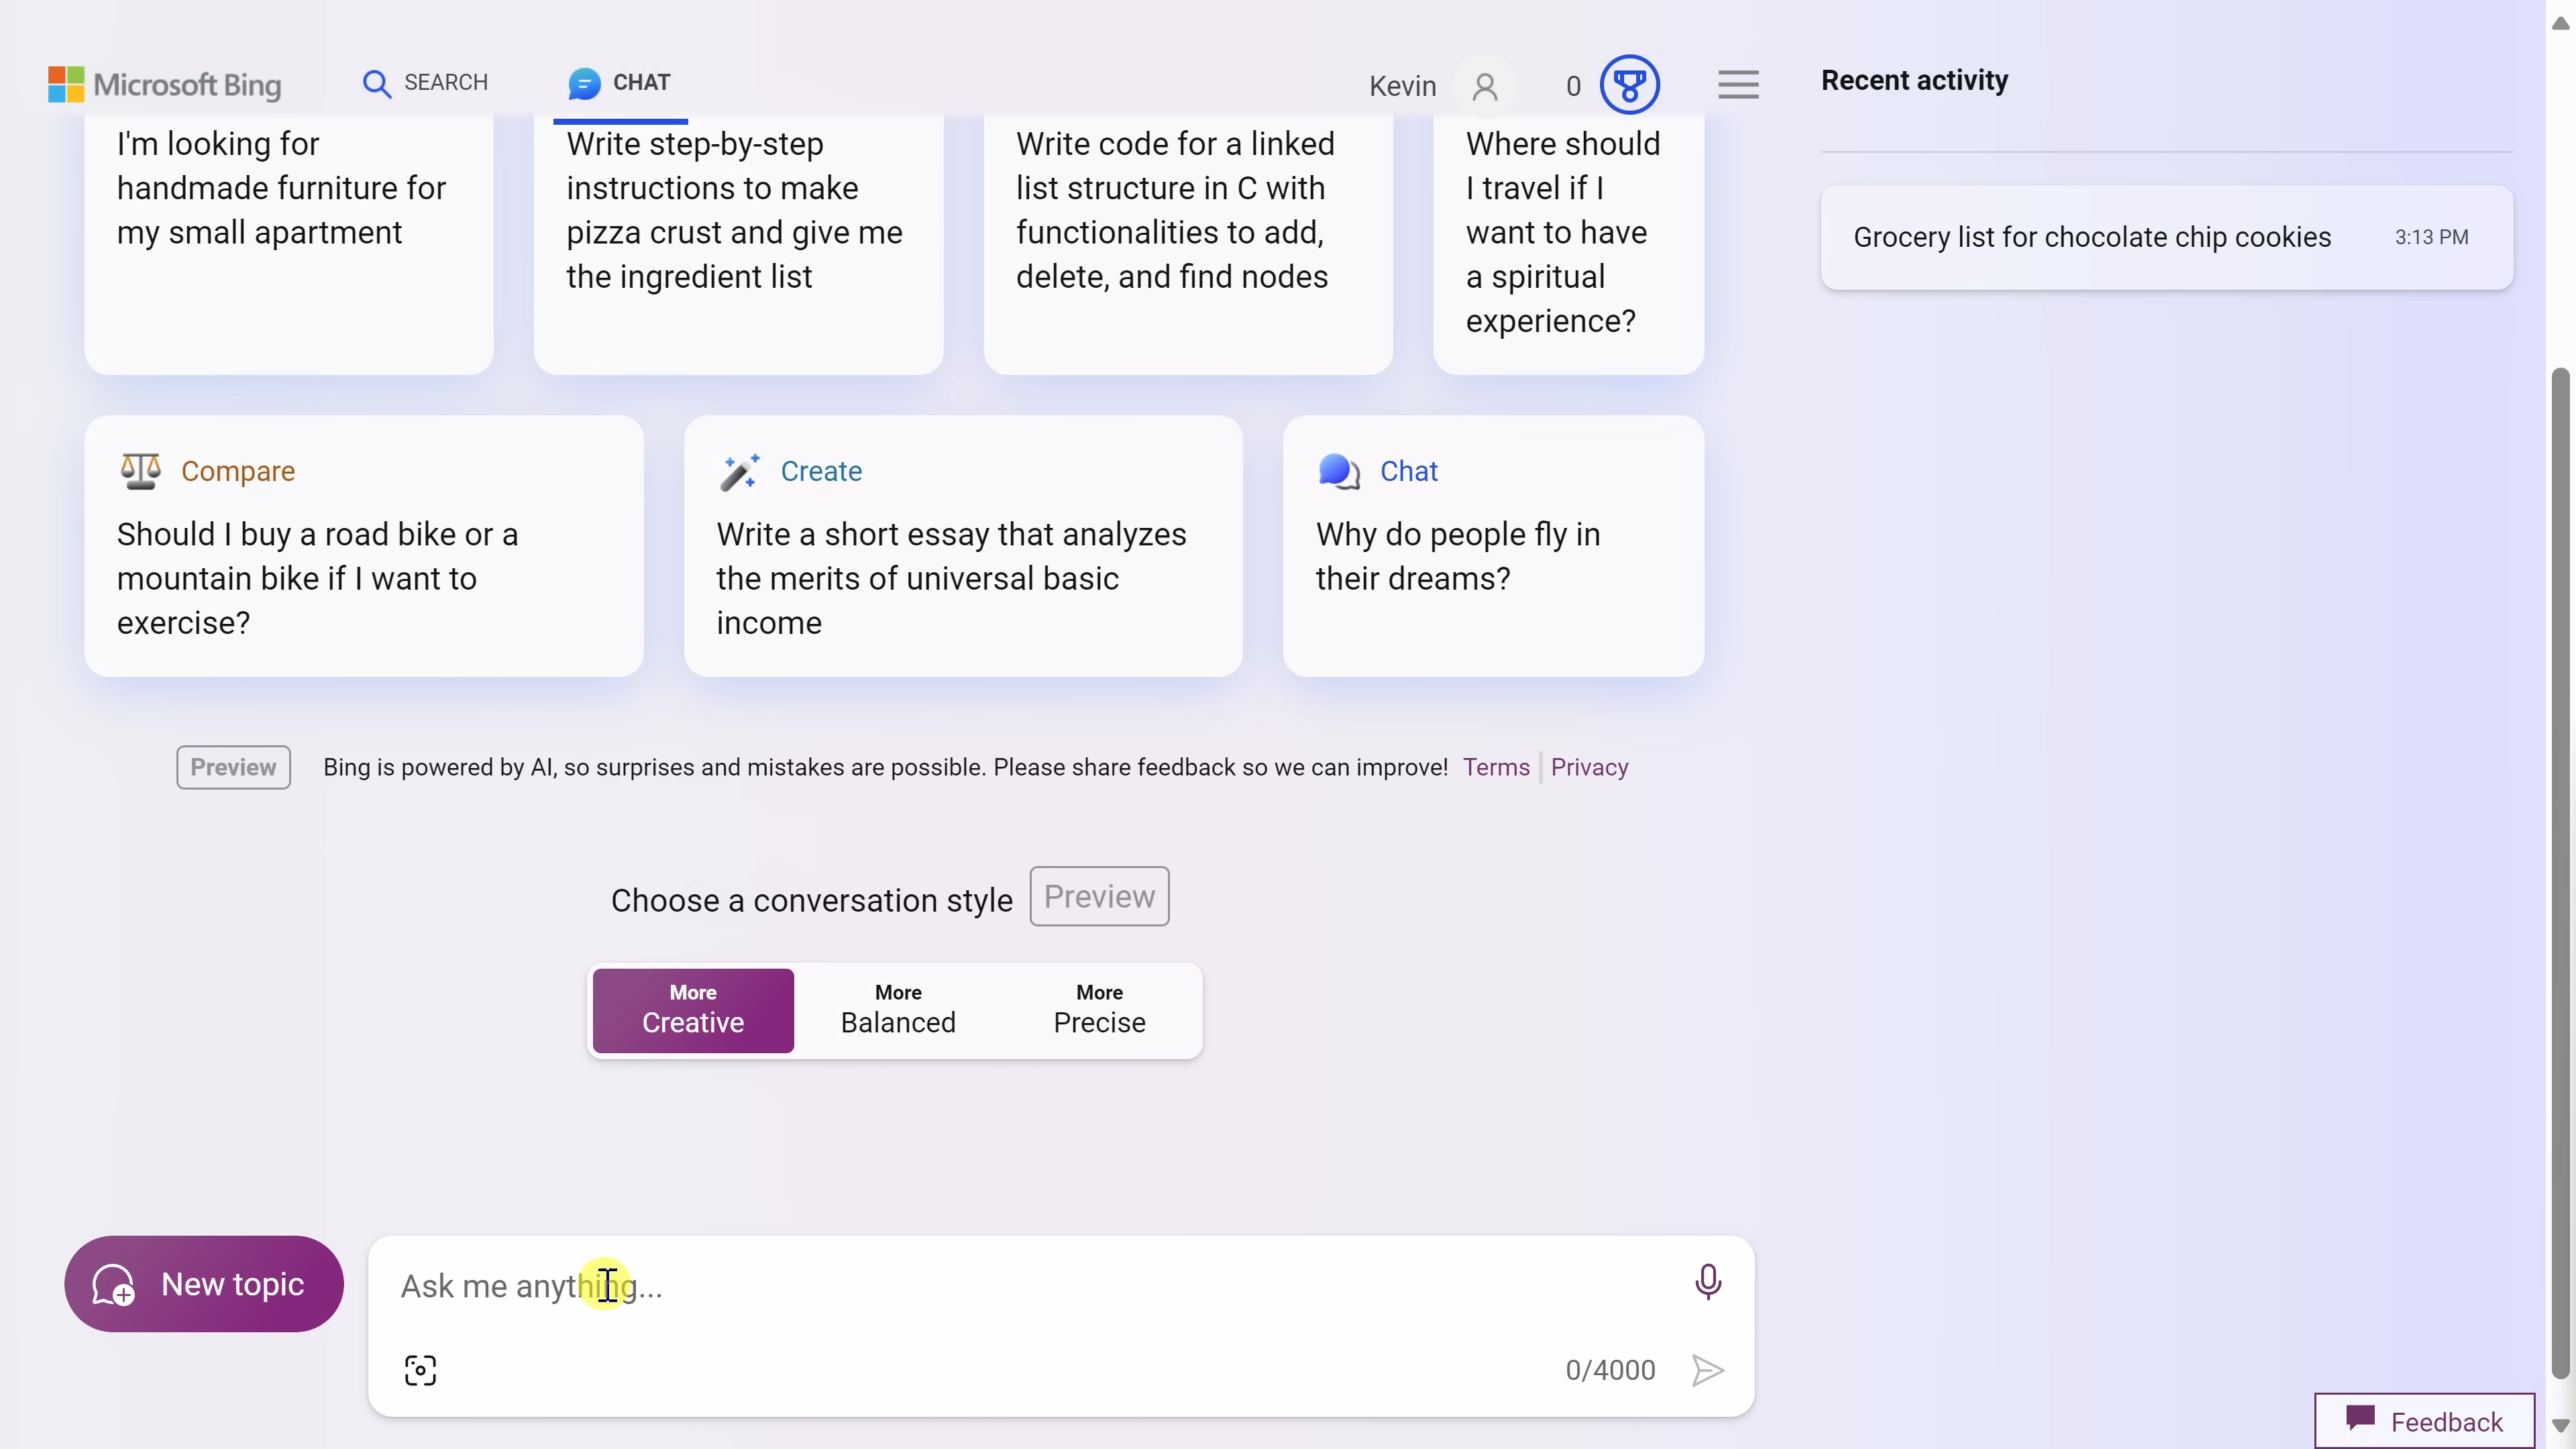 Microsoft Bing
SEARCH
CHAT
Kevin
0
I'm looking for
handmade furniture for
my small apartment
Write step-by-step
instructions to make
pizza crust and give me
the ingredient list
Write code for a linked
list structure in C with
functionalities to add,
delete, and find nodes
Where should
I travel if I
want to have
a spiritual
experience?
Compare
Should I buy a road bike or a
mountain bike if I want to
exercise?
Create
Write a short essay that analyzes
the merits of universal basic
income
Chat
Why do people fly in
their dreams?
Preview Bing is powered by AI, so surprises and mistakes are possible. Please share feedback so we can improve! Terms Privacy
Choose a conversation style Preview
More
Creative
More
Balanced
More
Precise
New topic
Ask me anything...
0/4000
Recent activity
Grocery list for chocolate chip cookies 3:13 PM
Feedback